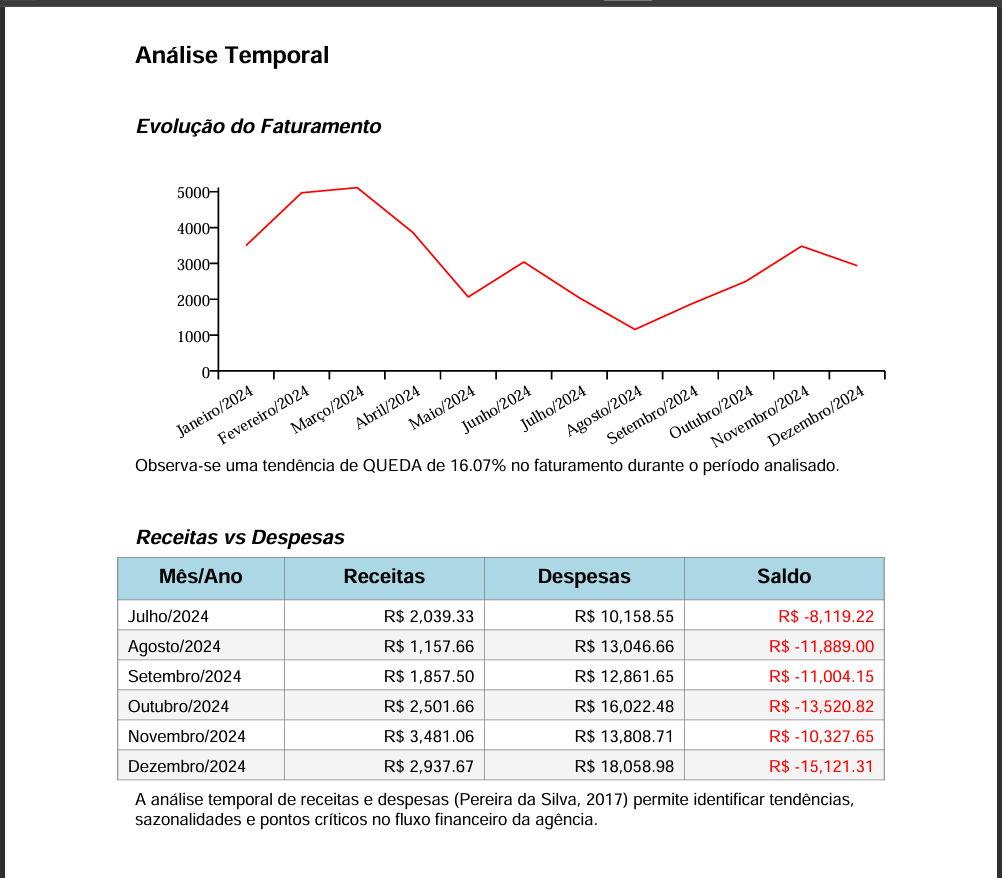 Análise Temporal
Evolução do Faturamento
5000
4000
3000
2000
1000
0
Janeiro/2024
Fevereiro/2024
Março/2024
Abril/2024
Maio/2024
Junho/2024
Julho/2024
Agosto/2024
Setembro/2024
Outubro/2024
Novembro/2024
Dezembro/2024
Observa-se uma tendência de QUEDA de 16.07% no faturamento durante o período analisado.
Receitas vs Despesas
Mês/Ano Receitas Despesas Saldo
Julho/2024 R$ 2,039.33 R$ 10,158.55 R$ -8,119.22
Agosto/2024 R$ 1,157.66 R$ 13,046.66 R$ -11,889.00
Setembro/2024 R$ 1,857.50 R$ 12,861.65 R$ -11,004.15
Outubro/2024 R$ 2,501.66 R$ 16,022.48 R$ -13,520.82
Novembro/2024 R$ 3,481.06 R$ 13,808.71 R$ -10,327.65
Dezembro/2024 R$ 2,937.67 R$ 18,058.98 R$ -15,121.31
A análise temporal de receitas e despesas (Pereira da Silva, 2017) permite identificar tendências,
sazonalidades e pontos críticos no fluxo financeiro da agência.